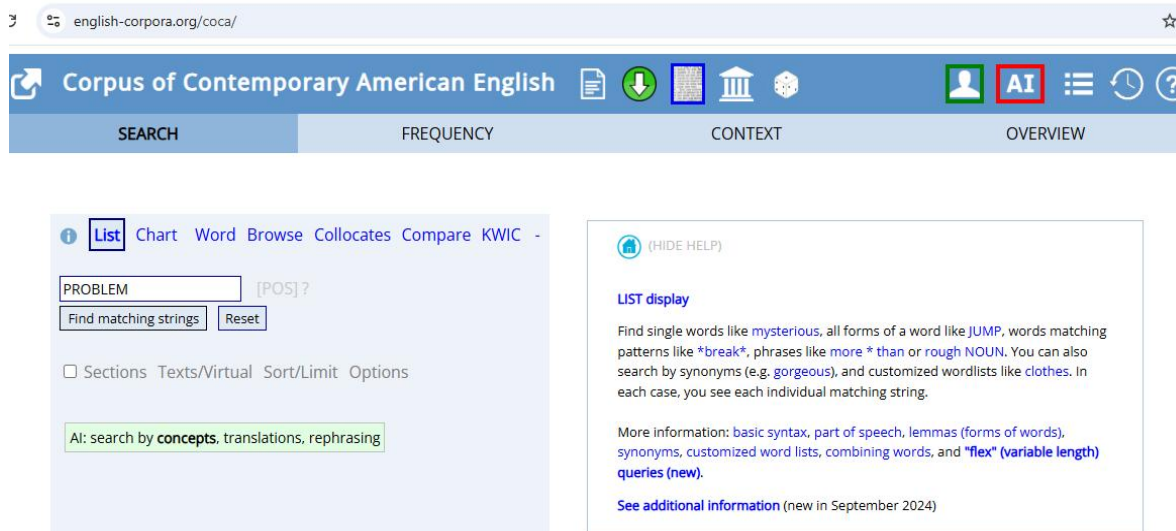 english-corpora.org/coca/
Corpus of Contemporary American English AI ?
SEARCH FREQUENCY CONTEXT OVERVIEW
List Chart Word Browse Collocates Compare KWIC -
PROBLEM [POS] ?
Find matching strings Reset
Sections Texts/Virtual Sort/Limit Options
AI: search by concepts, translations, rephrasing
(HIDE HELP)
LIST display
Find single words like mysterious, all forms of a word like JUMP, words matching
patterns like *break*, phrases like more * than or rough NOUN. You can also
search by synonyms (e.g. gorgeous), and customized wordlists like clothes. In
each case, you see each individual matching string.
More information: basic syntax, part of speech, lemmas (forms of words),
synonyms, customized word lists, combining words, and "flex" (variable length)
queries (new).
See additional information (new in September 2024)